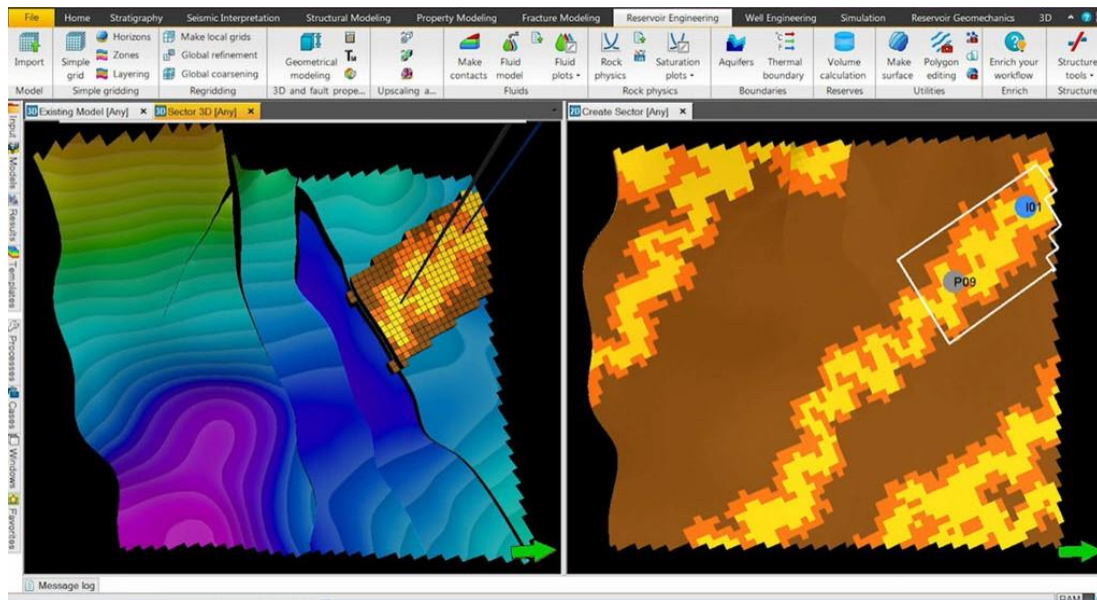 File Home Stratigraphy Seismic Interpretation Structural Modeling Property Modeling Fracture Modeling Reservoir Engineering Well Engineering Simulation Reservoir Geomechanics 3D
Import
Simple grid
Horizons
Zones
Layering
Make local grids
Global refinement
Global coarsening
Geometrical modeling
Make contacts
Fluid model
Fluid plots
Rock physics
Saturation plots
Aquifers
Thermal boundary
Volume calculation
Make surface
Polygon editing
Enrich your workflow
Structure tools
Model Simple gridding Regridding 3D and fault prope... Upscaling a... Fluids Rock physics Boundaries Reserves Utilities Enrich Structure
3D Existing Model [Any] 3D Sector 3D [Any] 2D Create Sector [Any]
Input
Models
Results
Templates
Processes
Cases
Windows
Favorites
I01
P09
Message log
RAM